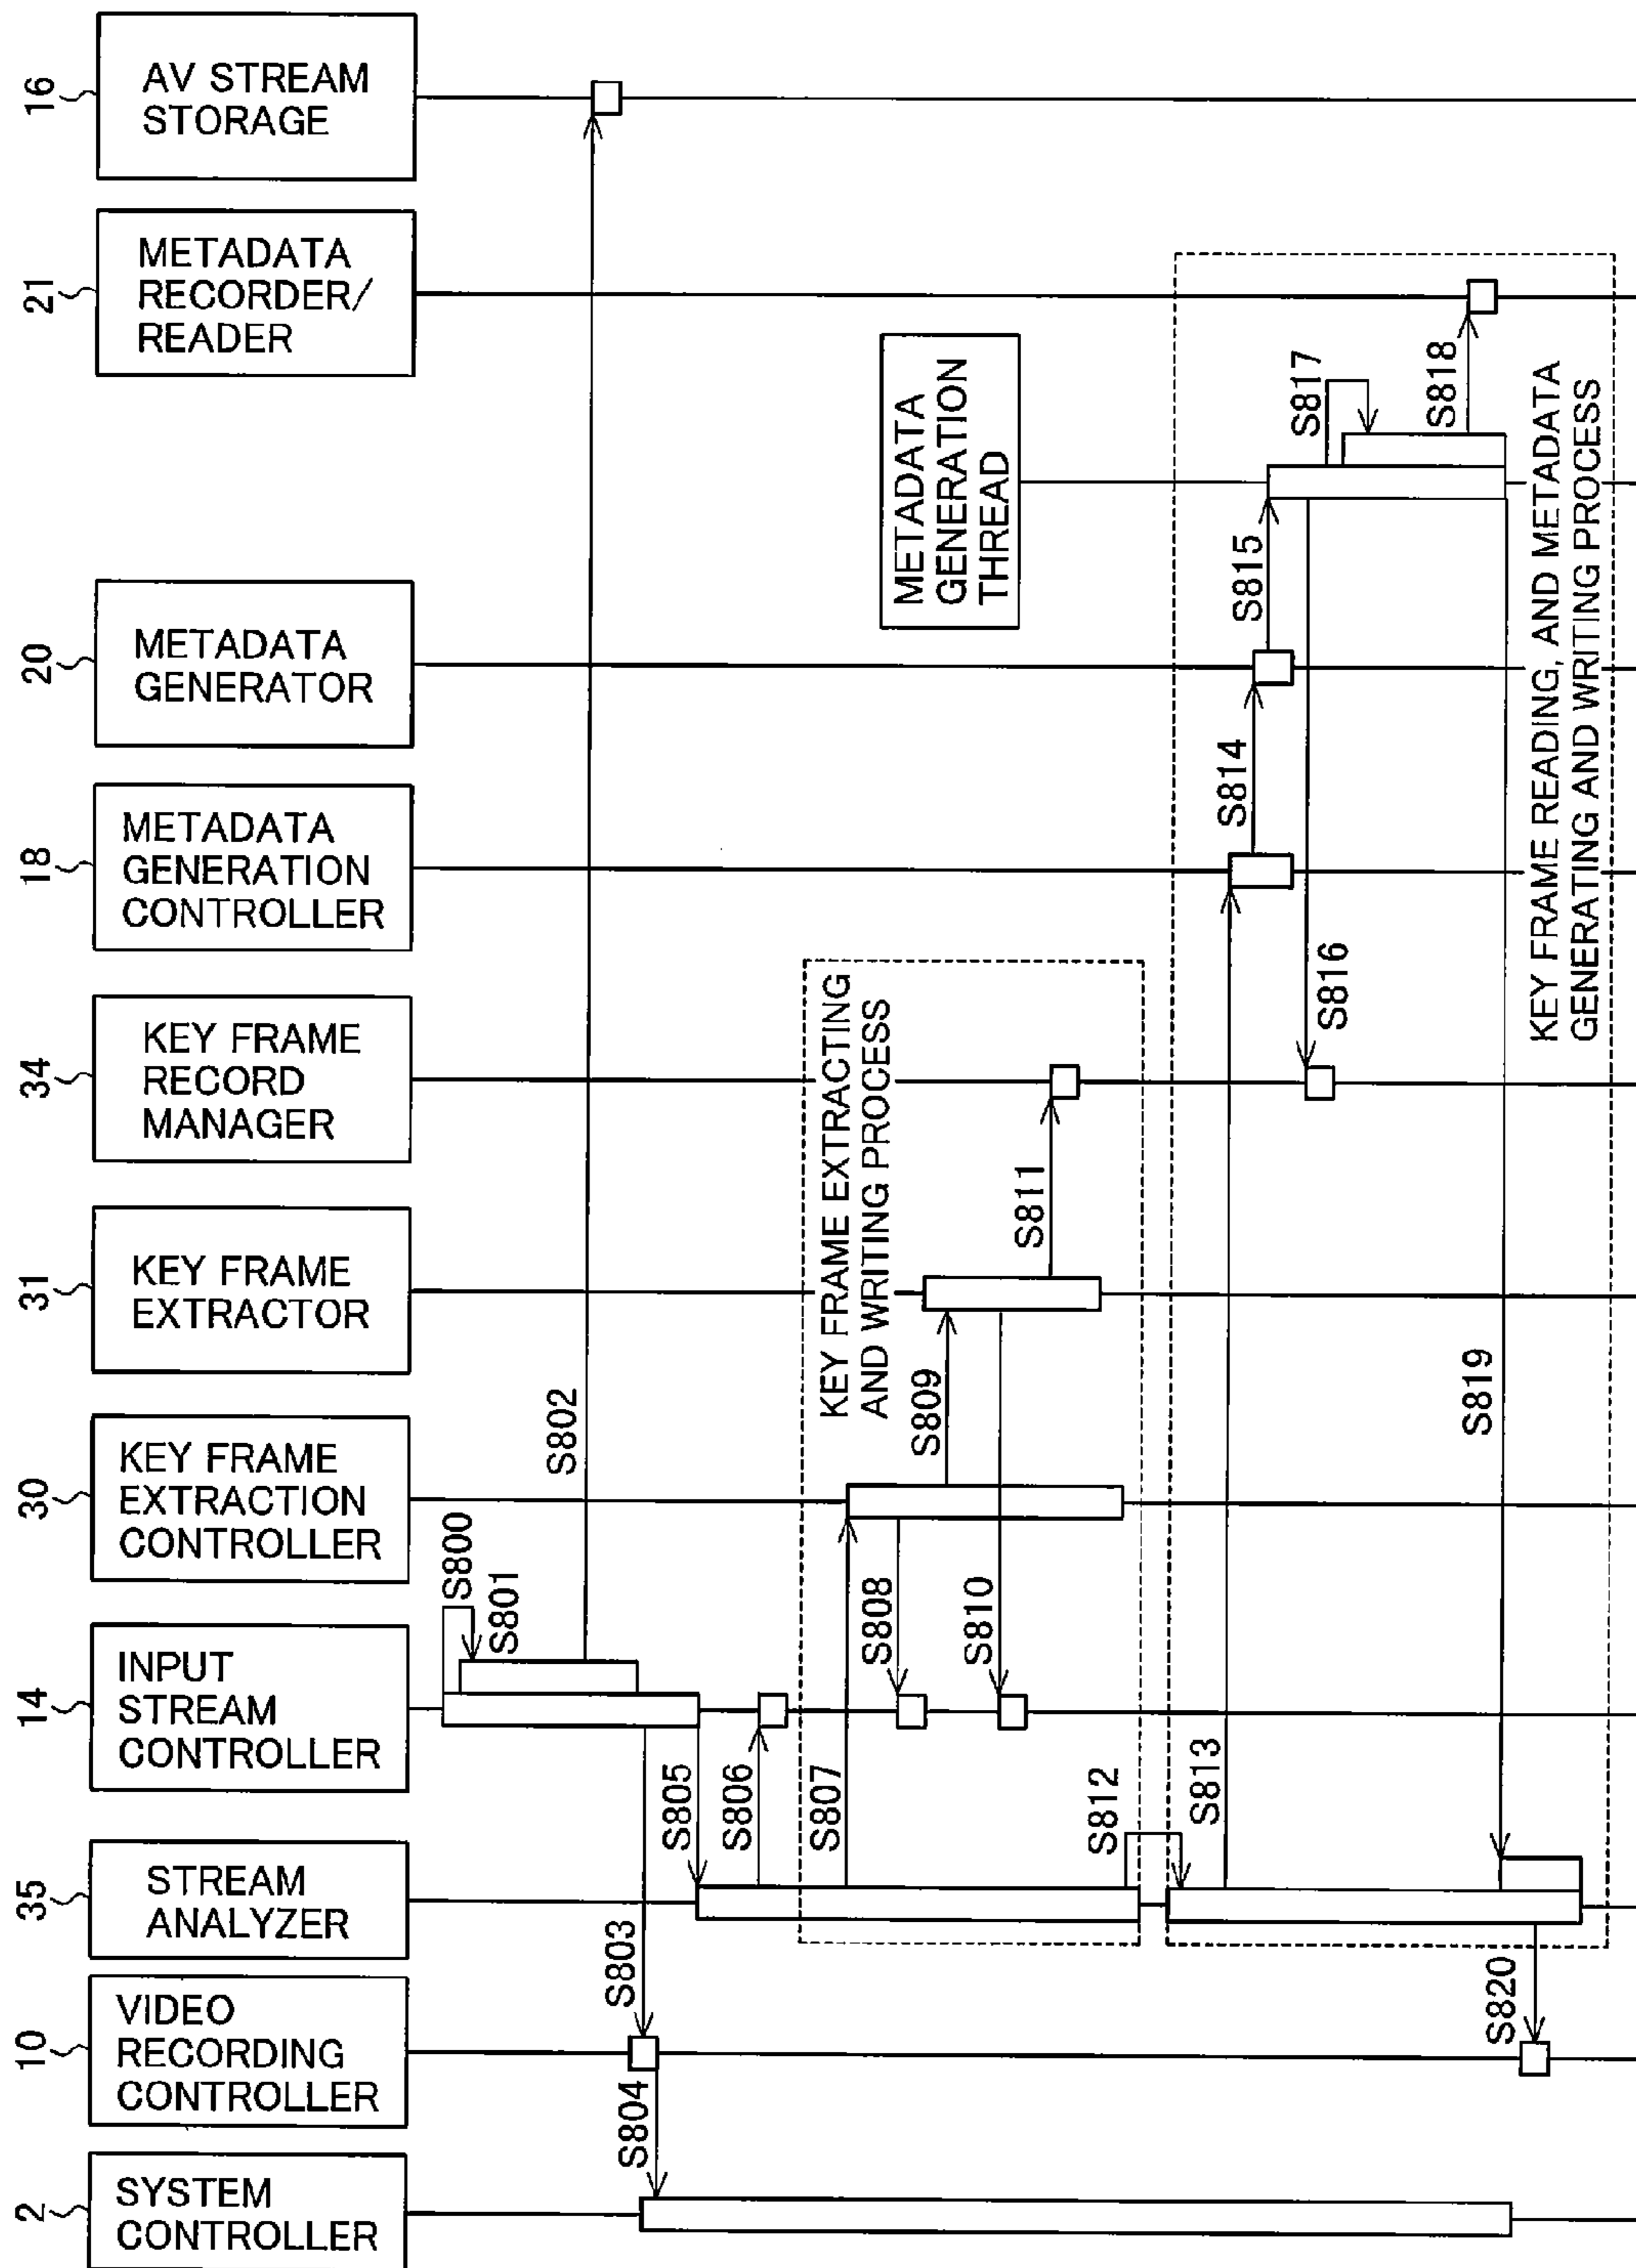 16
AV STREAM
STORAGE
21
METADATA
RECORDER/
READER
20
METADATA
GENERATOR
18
METADATA
GENERATION
CONTROLLER
34
KEY FRAME
RECORD
MANAGER
31
KEY FRAME
EXTRACTOR
30
KEY FRAME
EXTRACTION
CONTROLLER
14
INPUT
STREAM
CONTROLLER
35
STREAM
ANALYZER
10
VIDEO
RECORDING
CONTROLLER
2
SYSTEM
CONTROLLER
METADATA
GENERATION
THREAD
S800
S801
S802
S803
S804
S805
S806
KEY FRAME EXTRACTING
AND WRITING PROCESS
S807
S808
S809
S810
S811
S812
S813
S814
S815
S816
S817
S818
S819
S820
KEY FRAME READING, AND METADATA
GENERATING AND WRITING PROCESS